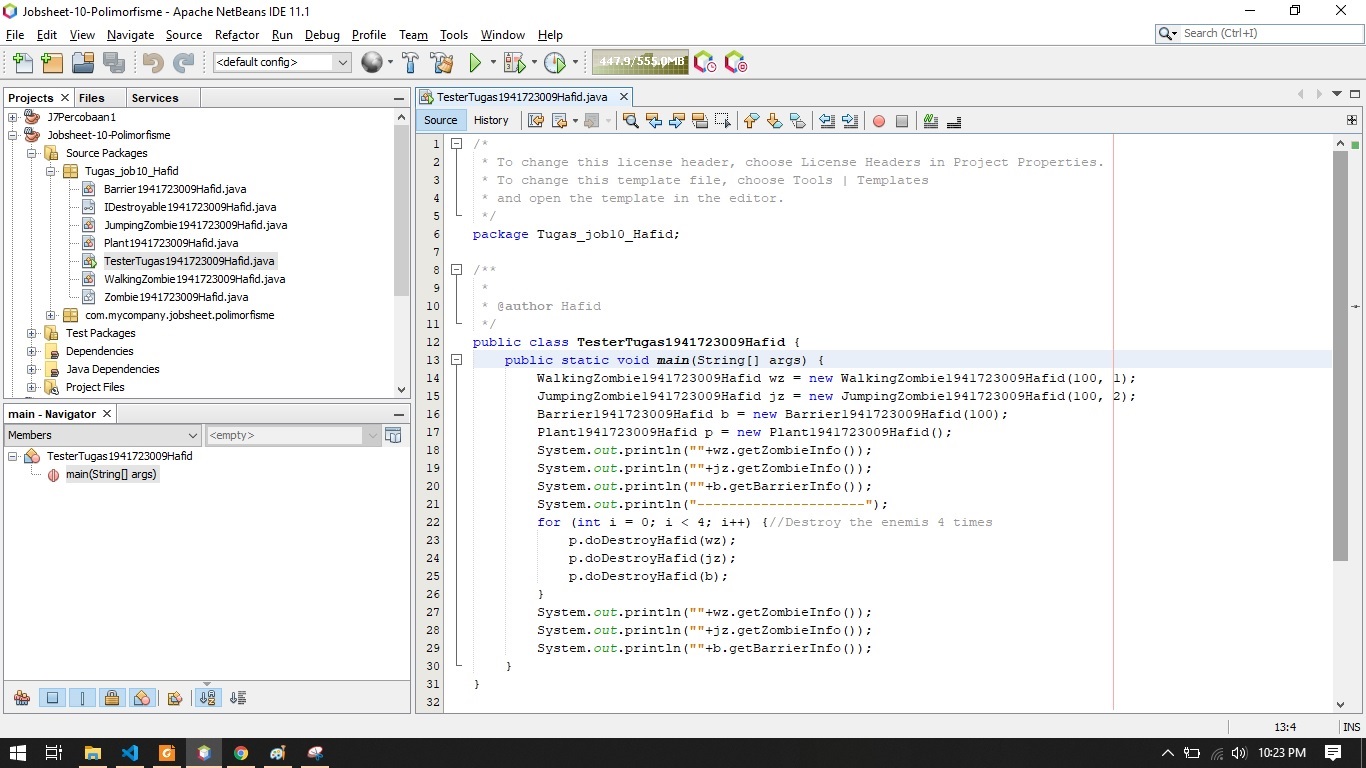 Jobsheet-10-Polimorfisme - Apache NetBeans IDE 11.1
File Edit View Navigate Source Refactor Run Debug Profile Team Tools Window Help
Search (Ctrl+I)
<default config>
447.9/555.0MB
Projects Files Services
J7Percobaan1
Jobsheet-10-Polimorfisme
Source Packages
Tugas_job10_Hafid
Barrier1941723009Hafid.java
IDestroyable1941723009Hafid.java
JumpingZombie1941723009Hafid.java
Plant1941723009Hafid.java
TesterTugas1941723009Hafid.java
WalkingZombie1941723009Hafid.java
Zombie1941723009Hafid.java
com.mycompany.jobsheet.polimorfisme
Test Packages
Dependencies
Java Dependencies
Project Files
main - Navigator
Members
<empty>
TesterTugas1941723009Hafid
main(String[] args)
TesterTugas1941723009Hafid.java
Source History
1 /*
2 * To change this license header, choose License Headers in Project Properties.
3 * To change this template file, choose Tools | Templates
4 * and open the template in the editor.
5 */
6 package Tugas_job10_Hafid;
7
8 /**
9 *
10 * @author Hafid
11 */
12 public class TesterTugas1941723009Hafid {
13 public static void main(String[] args) {
14 WalkingZombie1941723009Hafid wz = new WalkingZombie1941723009Hafid(100, 1);
15 JumpingZombie1941723009Hafid jz = new JumpingZombie1941723009Hafid(100, 2);
16 Barrier1941723009Hafid b = new Barrier1941723009Hafid(100);
17 Plant1941723009Hafid p = new Plant1941723009Hafid();
18 System.out.println(""+wz.getZombieInfo());
19 System.out.println(""+jz.getZombieInfo());
20 System.out.println(""+b.getBarrierInfo());
21 System.out.println("---------------------");
22 for (int i = 0; i < 4; i++) {//Destroy the enemis 4 times
23 p.doDestroyHafid(wz);
24 p.doDestroyHafid(jz);
25 p.doDestroyHafid(b);
26 }
27 System.out.println(""+wz.getZombieInfo());
28 System.out.println(""+jz.getZombieInfo());
29 System.out.println(""+b.getBarrierInfo());
30 }
31 }
32
13:4 INS
10:23 PM